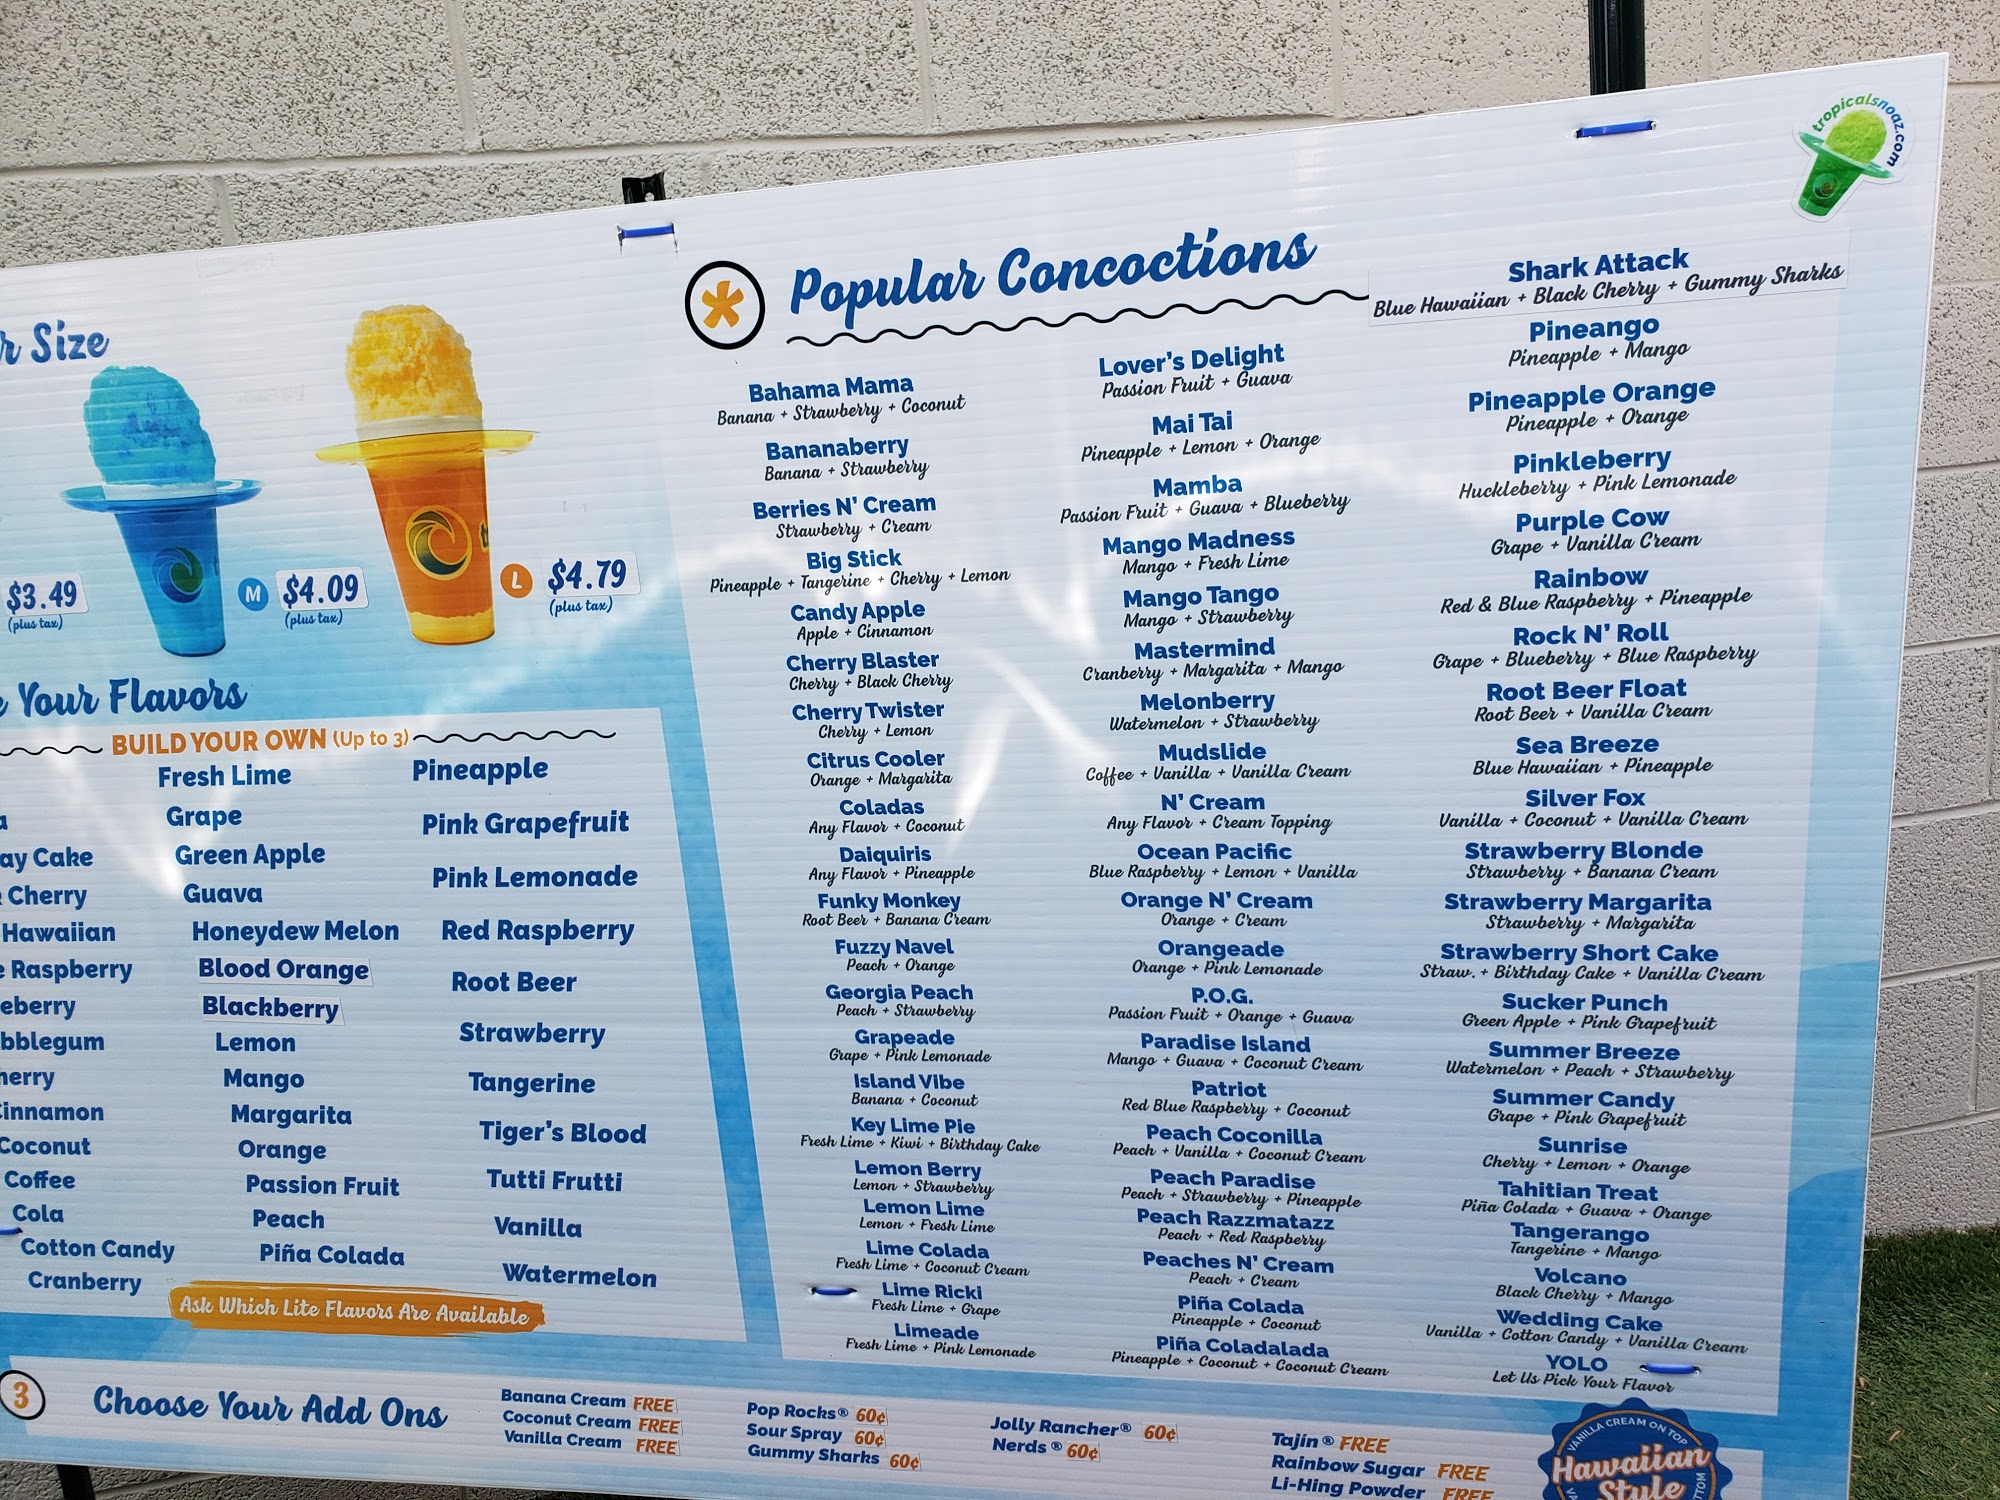 tropicalsnoaz.com
r Size
$3.49
(plus tax)
M $4.09
(plus tax)
L $4.79
(plus tax)
Your Flavors
BUILD YOUR OWN (Up to 3)
ay Cake
Cherry
Hawaiian
Raspberry
eberry
bblegum
herry
innamon
Coconut
Coffee
Cola
Cotton Candy
Cranberry
Fresh Lime
Grape
Green Apple
Guava
Honeydew Melon
Blood Orange
Blackberry
Lemon
Mango
Margarita
Orange
Passion Fruit
Peach
Piña Colada
Pineapple
Pink Grapefruit
Pink Lemonade
Red Raspberry
Root Beer
Strawberry
Tangerine
Tiger's Blood
Tutti Frutti
Vanilla
Watermelon
Ask Which Lite Flavors Are Available
* Popular Concoctions
Bahama Mama
Banana + Strawberry + Coconut
Bananaberry
Banana + Strawberry
Berries N' Cream
Strawberry + Cream
Big Stick
Pineapple + Tangerine + Cherry + Lemon
Candy Apple
Apple + Cinnamon
Cherry Blaster
Cherry + Black Cherry
Cherry Twister
Cherry + Lemon
Citrus Cooler
Orange + Margarita
Coladas
Any Flavor + Coconut
Daiquiris
Any Flavor + Pineapple
Funky Monkey
Root Beer + Banana Cream
Fuzzy Navel
Peach + Orange
Georgia Peach
Peach + Strawberry
Grapeade
Grape + Pink Lemonade
Island Vibe
Banana + Coconut
Key Lime Pie
Fresh Lime + Kiwi + Birthday Cake
Lemon Berry
Lemon + Strawberry
Lemon Lime
Lemon + Fresh Lime
Lime Colada
Fresh Lime + Coconut Cream
Lime Ricki
Fresh Lime + Grape
Limeade
Fresh Lime + Pink Lemonade
Lover's Delight
Passion Fruit + Guava
Mai Tai
Pineapple + Lemon + Orange
Mamba
Passion Fruit + Guava + Blueberry
Mango Madness
Mango + Fresh Lime
Mango Tango
Mango + Strawberry
Mastermind
Cranberry + Margarita + Mango
Melonberry
Watermelon + Strawberry
Mudslide
Coffee + Vanilla + Vanilla Cream
N' Cream
Any Flavor + Cream Topping
Ocean Pacific
Blue Raspberry + Lemon + Vanilla
Orange N' Cream
Orange + Cream
Orangeade
Orange + Pink Lemonade
P.O.G.
Passion Fruit + Orange + Guava
Paradise Island
Mango + Guava + Coconut Cream
Patriot
Red Blue Raspberry + Coconut
Peach Coconilla
Peach + Vanilla + Coconut Cream
Peach Paradise
Peach + Strawberry + Pineapple
Peach Razzmatazz
Peach + Red Raspberry
Peaches N' Cream
Peach + Cream
Piña Colada
Pineapple + Coconut
Piña Coladalada
Pineapple + Coconut + Coconut Cream
Shark Attack
Blue Hawaiian + Black Cherry + Gummy Sharks
Pineango
Pineapple + Mango
Pineapple Orange
Pineapple + Orange
Pinkleberry
Huckleberry + Pink Lemonade
Purple Cow
Grape + Vanilla Cream
Rainbow
Red & Blue Raspberry + Pineapple
Rock N' Roll
Grape + Blueberry + Blue Raspberry
Root Beer Float
Root Beer + Vanilla Cream
Sea Breeze
Blue Hawaiian + Pineapple
Silver Fox
Vanilla + Coconut + Vanilla Cream
Strawberry Blonde
Strawberry + Banana Cream
Strawberry Margarita
Strawberry + Margarita
Strawberry Short Cake
Straw. + Birthday Cake + Vanilla Cream
Sucker Punch
Green Apple + Pink Grapefruit
Summer Breeze
Watermelon + Peach + Strawberry
Summer Candy
Grape + Pink Grapefruit
Sunrise
Cherry + Lemon + Orange
Tahitian Treat
Piña Colada + Guava + Orange
Tangerango
Tangerine + Mango
Volcano
Black Cherry + Mango
Wedding Cake
Vanilla + Cotton Candy + Vanilla Cream
YOLO
Let Us Pick Your Flavor
3 Choose Your Add Ons
Banana Cream FREE
Coconut Cream FREE
Vanilla Cream FREE
Pop Rocks® 60¢
Sour Spray 60¢
Gummy Sharks 60¢
Jolly Rancher® 60¢
Nerds® 60¢
Tajín® FREE
Rainbow Sugar FREE
Li-Hing Powder FREE
VANILLA CREAM ON TOP
Hawaiian
Style